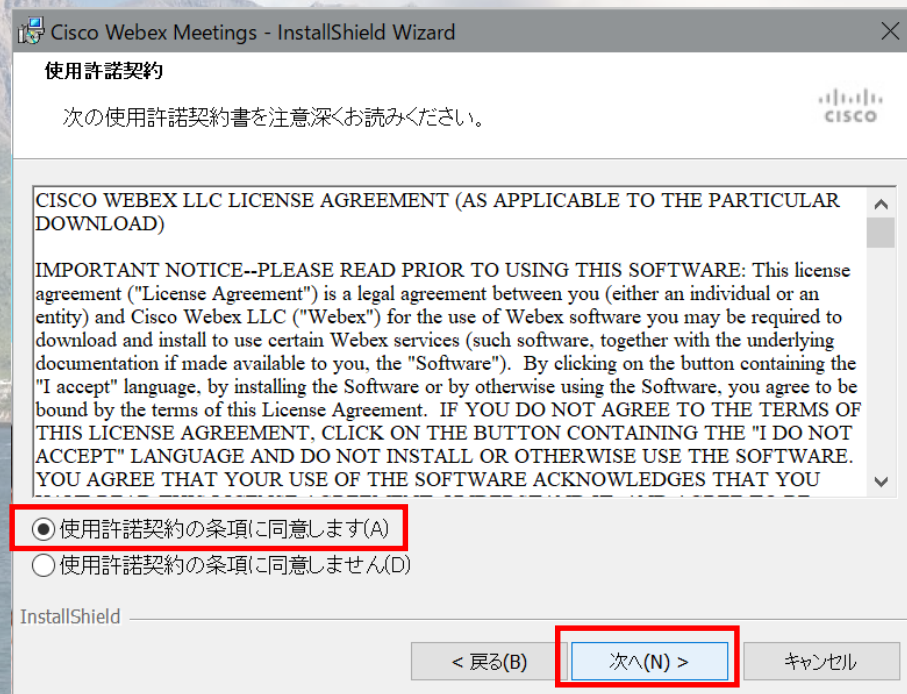 Cisco Webex Meetings - InstallShield Wizard
使用許諾契約
次の使用許諾契約書を注意深くお読みください。
CISCO
CISCO WEBEX LLC LICENSE AGREEMENT (AS APPLICABLE TO THE PARTICULAR
DOWNLOAD)
IMPORTANT NOTICE--PLEASE READ PRIOR TO USING THIS SOFTWARE: This license
agreement ("License Agreement") is a legal agreement between you (either an individual or an
entity) and Cisco Webex LLC ("Webex") for the use of Webex software you may be required to
download and install to use certain Webex services (such software, together with the underlying
documentation if made available to you, the "Software"). By clicking on the button containing the
"I accept" language, by installing the Software or by otherwise using the Software, you agree to be
bound by the terms of this License Agreement. IF YOU DO NOT AGREE TO THE TERMS OF
THIS LICENSE AGREEMENT, CLICK ON THE BUTTON CONTAINING THE "I DO NOT
ACCEPT" LANGUAGE AND DO NOT INSTALL OR OTHERWISE USE THE SOFTWARE.
YOU AGREE THAT YOUR USE OF THE SOFTWARE ACKNOWLEDGES THAT YOU
使用許諾契約の条項に同意します(A)
使用許諾契約の条項に同意しません(D)
InstallShield
< 戻る(B)
次へ(N) >
キャンセル